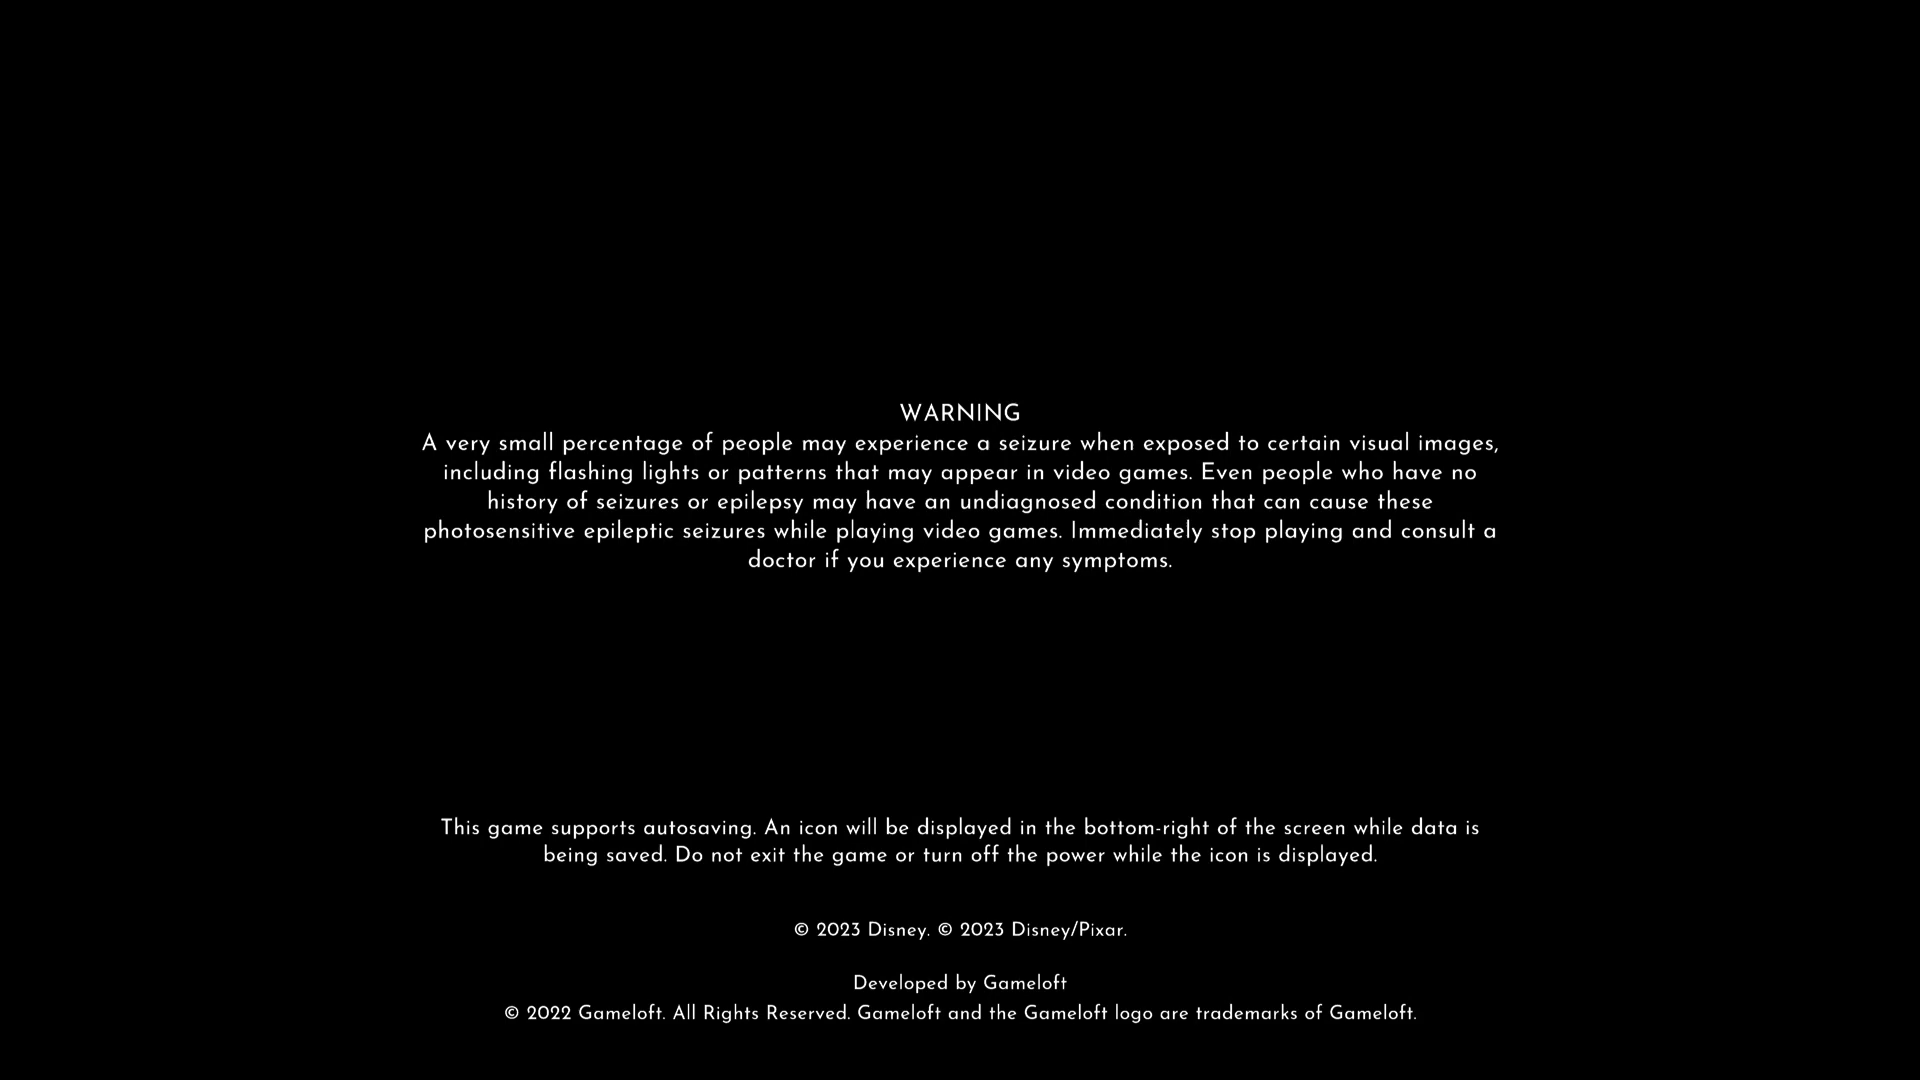 WARNING
A very small percentage of people may experience a seizure when exposed to certain visual images,
including flashing lights or patterns that may appear in video games. Even people who have no
history of seizures or epilepsy may have an undiagnosed condition that can cause these
photosensitive epileptic seizures while playing video games. Immediately stop playing and consult a
doctor if you experience any symptoms.
This game supports autosaving. An icon will be displayed in the bottom-right of the screen while data is
being saved. Do not exit the game or turn off the power while the icon is displayed.
© 2023 Disney. © 2023 Disney/Pixar.
Developed by Gameloft
© 2022 Gameloft. All Rights Reserved. Gameloft and the Gameloft logo are trademarks of Gameloft.